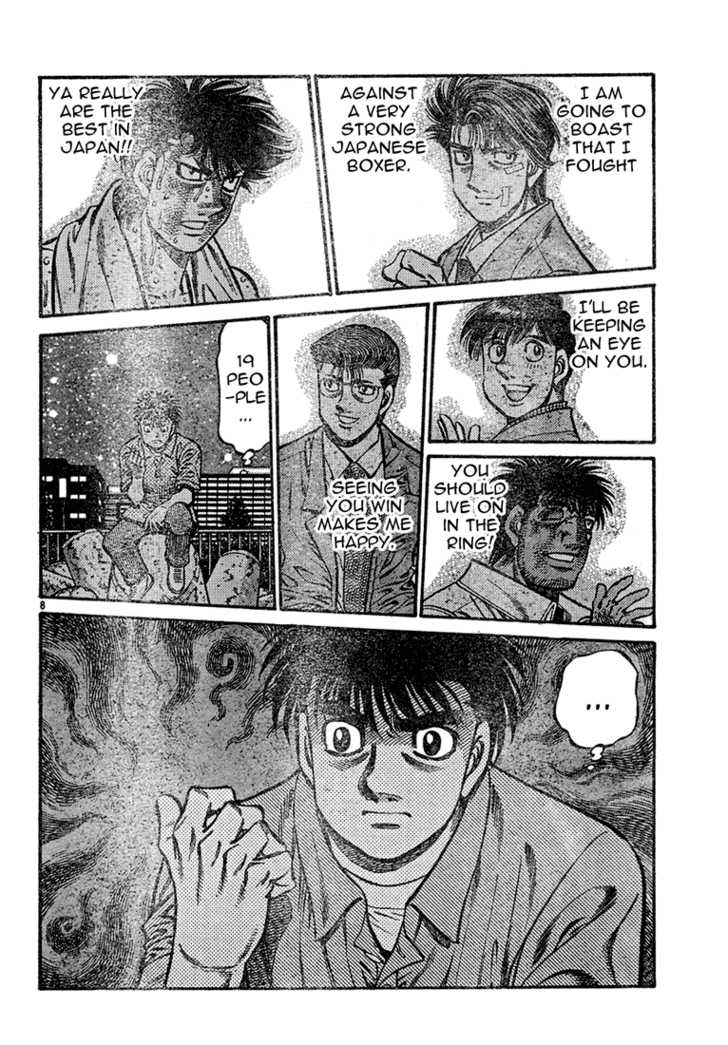 I AM
GOING TO
BOAST
THAT I
FOUGHT
AGAINST
A VERY
STRONG
JAPANESE
BOXER.
YA REALLY
ARE THE
BEST IN
JAPAN!!
I'LL BE
KEEPING
AN EYE
ON YOU.
YOU
SHOULD
LIVE ON
IN THE
RING!
SEEING
YOU WIN
MAKES ME
HAPPY.
19
PEO
-PLE
...
8
...